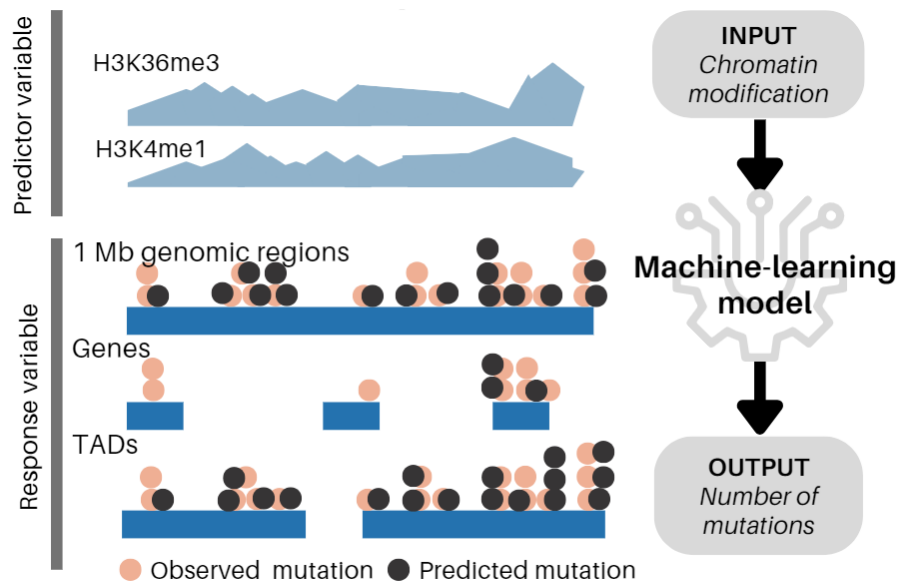 Predictor variable
H3K36me3
H3K4me1
Response variable
1 Mb genomic regions
Genes
TADs
Observed mutation
Predicted mutation
INPUT
Chromatin
modification
Machine-learning
model
OUTPUT
Number of
mutations